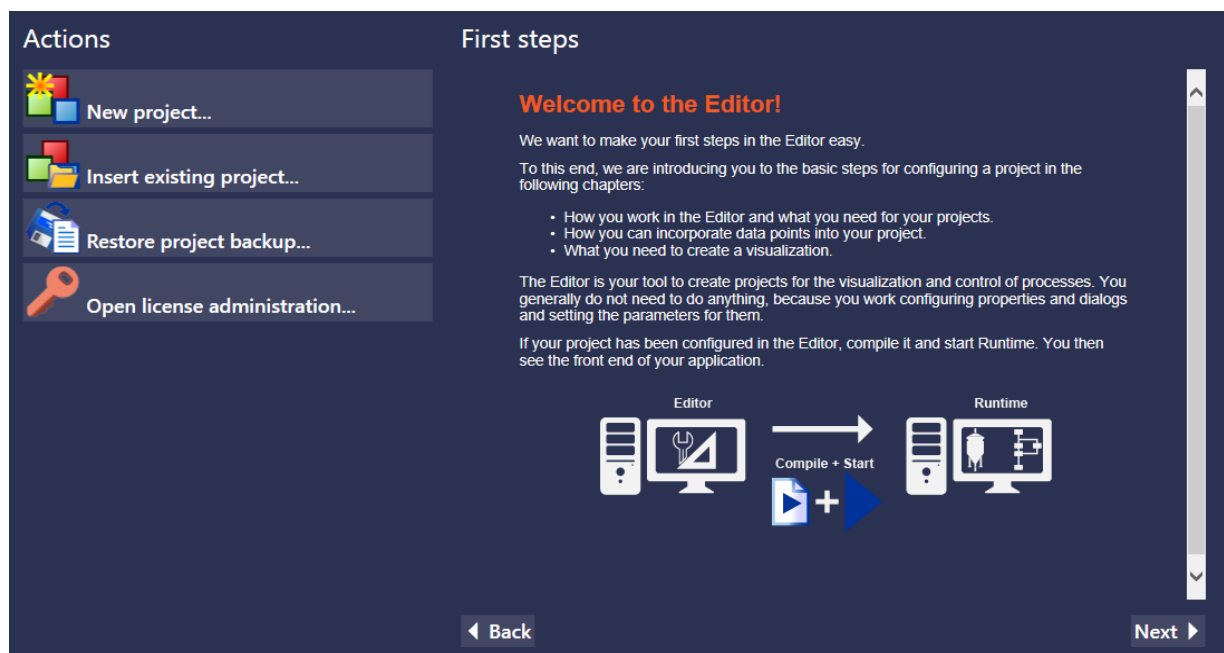 Actions
New project...
Insert existing project...
Restore project backup...
Open license administration...
First steps
Welcome to the Editor!
We want to make your first steps in the Editor easy.
To this end, we are introducing you to the basic steps for configuring a project in the
following chapters:
• How you work in the Editor and what you need for your projects.
• How you can incorporate data points into your project.
• What you need to create a visualization.
The Editor is your tool to create projects for the visualization and control of processes. You
generally do not need to do anything, because you work configuring properties and dialogs
and setting the parameters for them.
If your project has been configured in the Editor, compile it and start Runtime. You then
see the front end of your application.
Editor
Runtime
Compile + Start
+
Back
Next